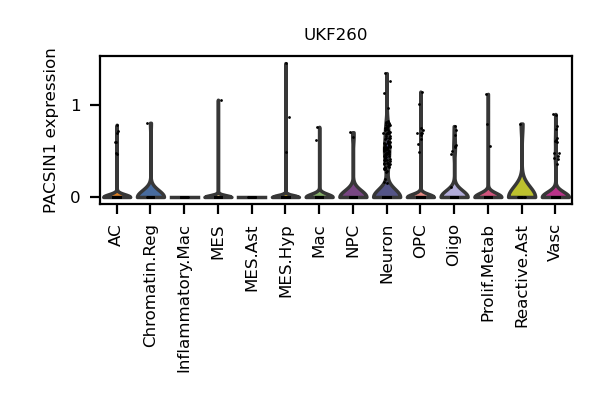 UKF260
PACSIN1 expression
1
0
AC
Chromatin.Reg
Inflammatory.Mac
MES
MES.Ast
MES.Hyp
Mac
NPC
Neuron
OPC
Oligo
Prolif.Metab
Reactive.Ast
Vasc